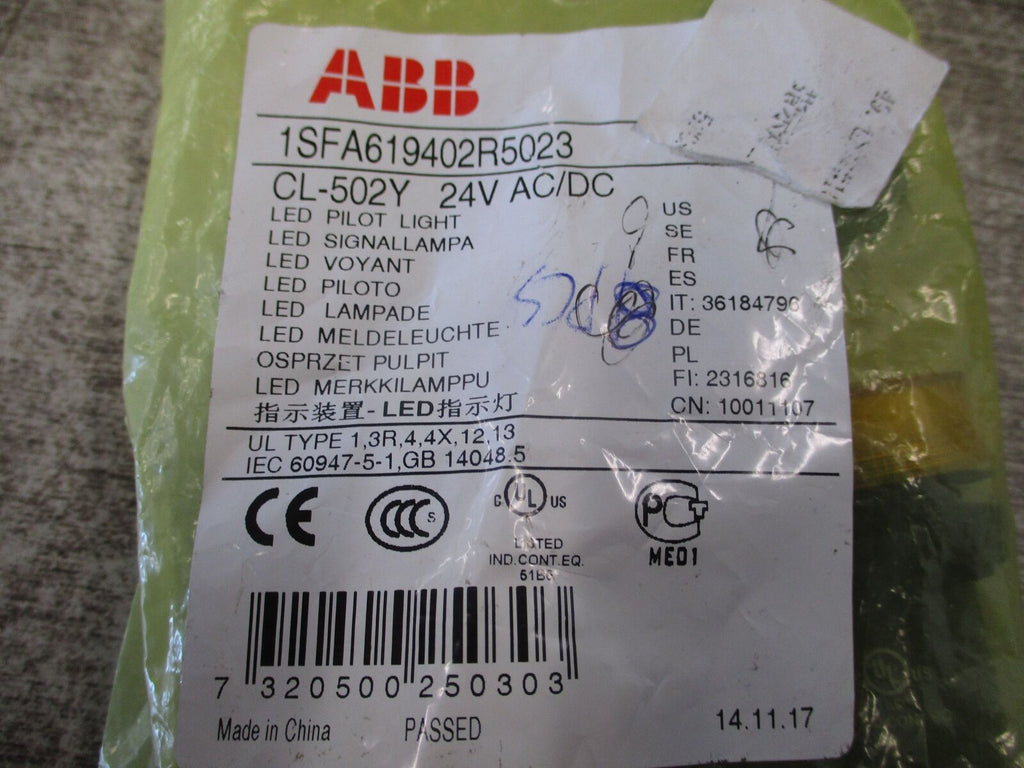 ABB
1SFA619402R5023
CL-502Y 24V AC/DC
LED PILOT LIGHT US
LED SIGNALLAMPA SE
LED VOYANT FR
LED PILOTO ES
LED LAMPADE IT: 36184796
LED MELDELEUCHTE DE
OSPRZET PULPIT PL
LED MERKKILAMPPU FI: 2316816
指示装置-LED指示灯 CN: 10011107
UL TYPE 1,3R,4,4X,12,13
IEC 60947-5-1,GB 14048.5
CE CCC S C UL US PCT
LISTED ME01
IND.CONT.EQ.
7 320500 250303
Made in China PASSED 14.11.17